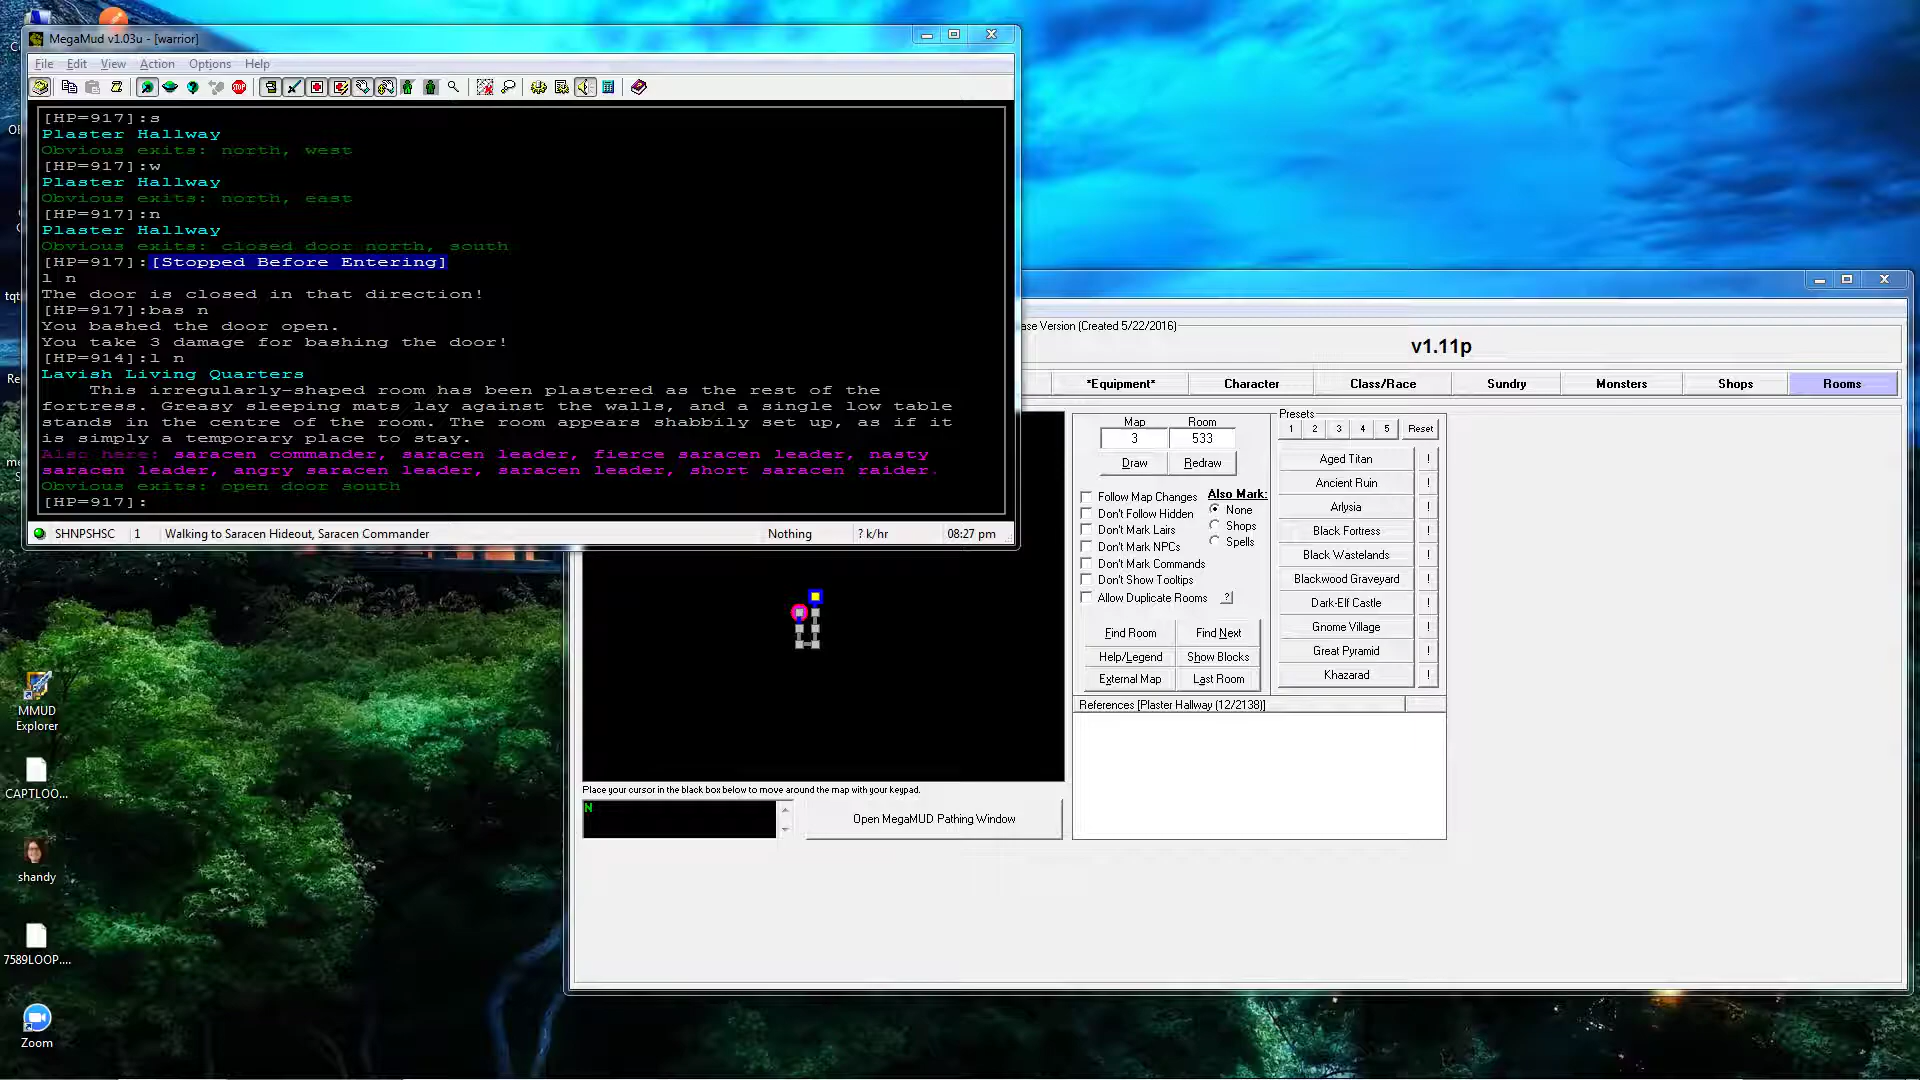 MegaMud v1.03u - [warrior]
File Edit View Action Options Help
[HP=917]:s
Plaster Hallway
Obvious exits: north, west
[HP=917]:w
Plaster Hallway
Obvious exits: north, east
[HP=917]:n
Plaster Hallway
Obvious exits: closed door north, south
[HP=917]:[Stopped Before Entering]
l n
The door is closed in that direction!
[HP=917]:bas n
You bashed the door open.
You take 3 damage for bashing the door!
[HP=914]:l n
Lavish Living Quarters
This irregularly-shaped room has been plastered as the rest of the
fortress. Greasy sleeping mats lay against the walls, and a single low table
stands in the centre of the room. The room appears shabbily set up, as if it
is simply a temporary place to stay.
Also here: saracen commander, saracen leader, fierce saracen leader, nasty
saracen leader, angry saracen leader, saracen leader, short saracen raider.
Obvious exits: open door south
[HP=917]:
SHNPSHSC 1 Walking to Saracen Hideout, Saracen Commander Nothing ? k/hr 08:27 pm
ase Version (Created 5/22/2016)
v1.11p
*Equipment* Character Class/Race Sundry Monsters Shops Rooms
Map Room
3 533
Draw Redraw
Follow Map Changes
Don't Follow Hidden
Don't Mark Lairs
Don't Mark NPCs
Don't Mark Commands
Don't Show Tooltips
Allow Duplicate Rooms ?
Also Mark:
None
Shops
Spells
Find Room Find Next
Help/Legend Show Blocks
External Map Last Room
Presets
1 2 3 4 5 Reset
Aged Titan !
Ancient Ruin !
Arlysia !
Black Fortress !
Black Wastelands !
Blackwood Graveyard !
Dark-Elf Castle !
Gnome Village !
Great Pyramid !
Khazarad !
References [Plaster Hallway (12/2138)]
Place your cursor in the black box below to move around the map with your keypad.
N
Open MegaMUD Pathing Window
MMUD
Explorer
CAPTLOO...
shandy
7589LOOP....
Zoom